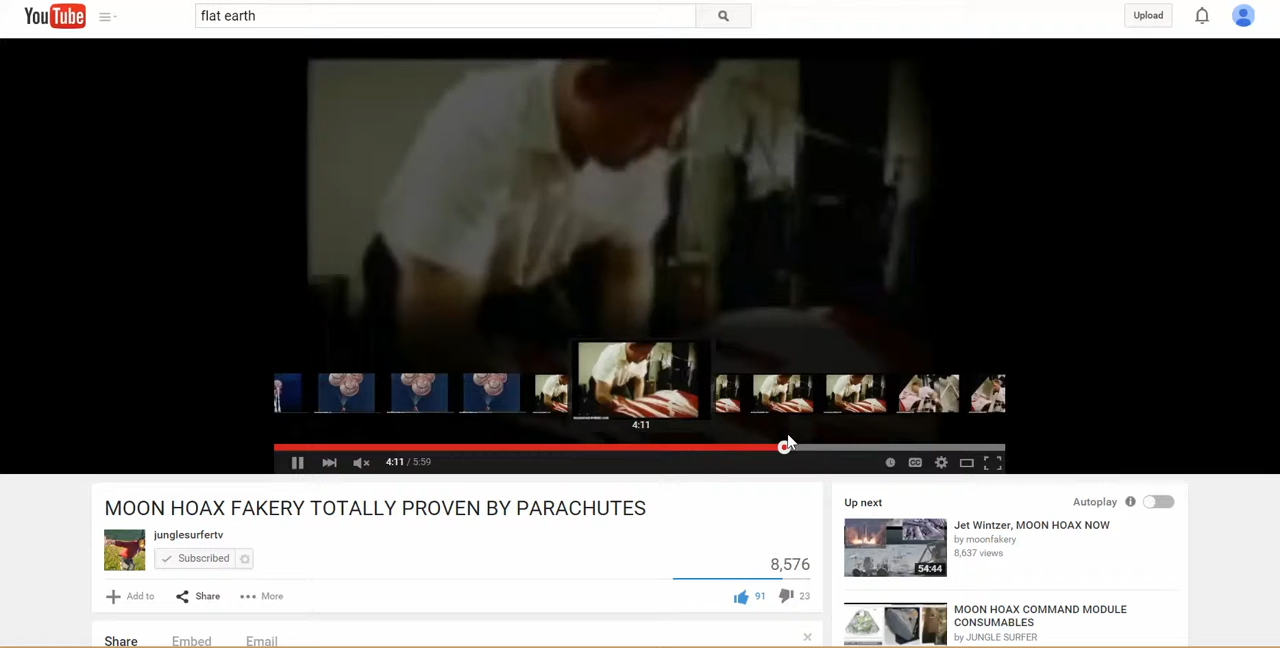 YouTube
flat earth
Upload
4:11
4:11 / 5:59
CC
MOON HOAX FAKERY TOTALLY PROVEN BY PARACHUTES
junglesurfertv
Subscribed
8,576
Add to
Share
More
91
23
Share
Embed
Email
Up next
Autoplay
Jet Wintzer, MOON HOAX NOW
by moonfakery
8,637 views
54:44
MOON HOAX COMMAND MODULE
CONSUMABLES
by JUNGLE SURFER